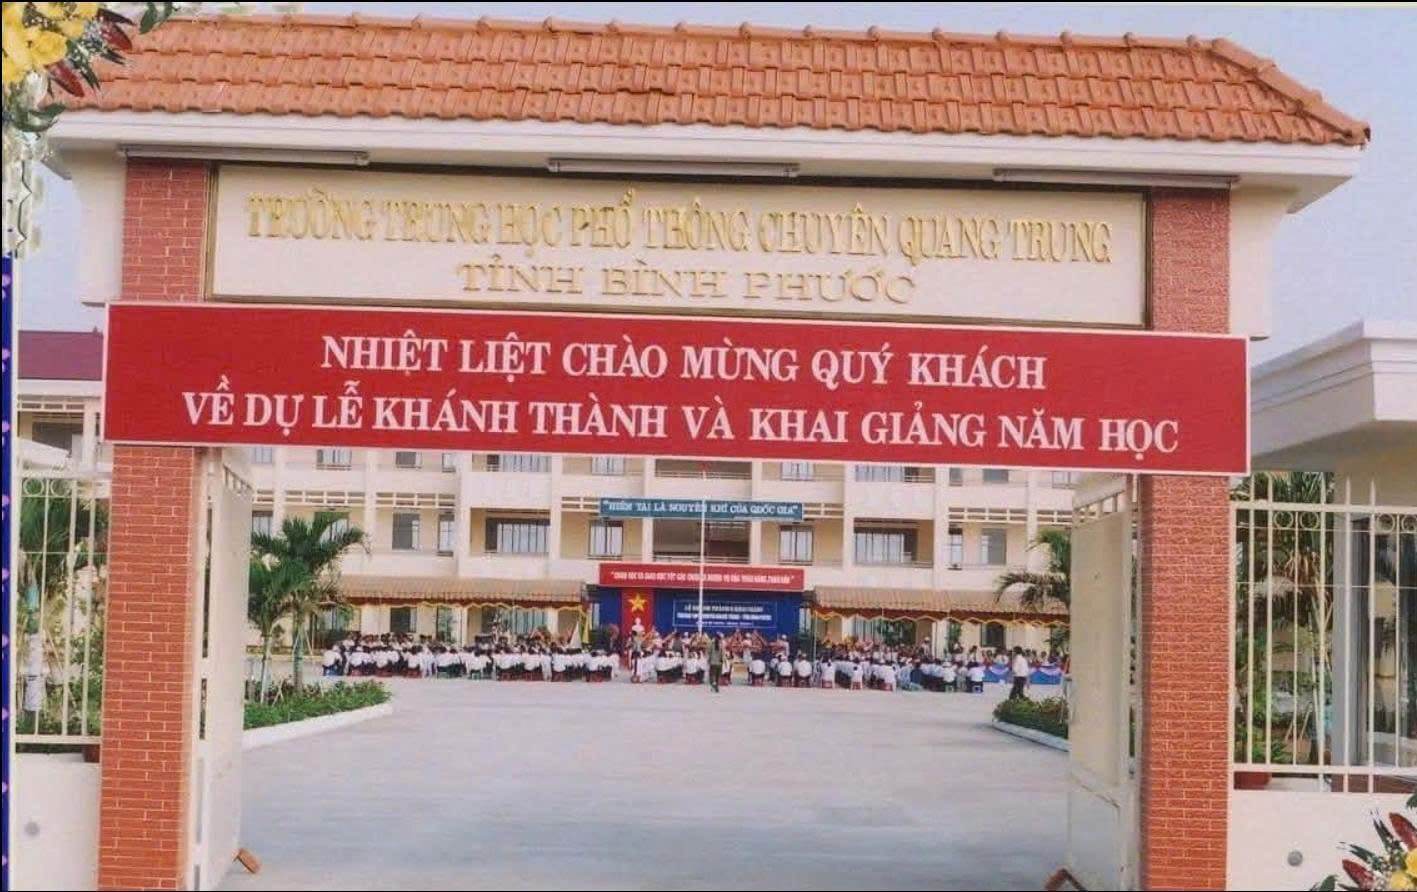 TRƯỜNG TRUNG HỌC PHỔ THÔNG CHUYÊN QUANG TRUNG
TỈNH BÌNH PHƯỚC
NHIỆT LIỆT CHÀO MỪNG QUÝ KHÁCH
VỀ DỰ LỄ KHÁNH THÀNH VÀ KHAI GIẢNG NĂM HỌC
"HIỀN TÀI LÀ NGUYÊN KHÍ CỦA QUỐC GIA"